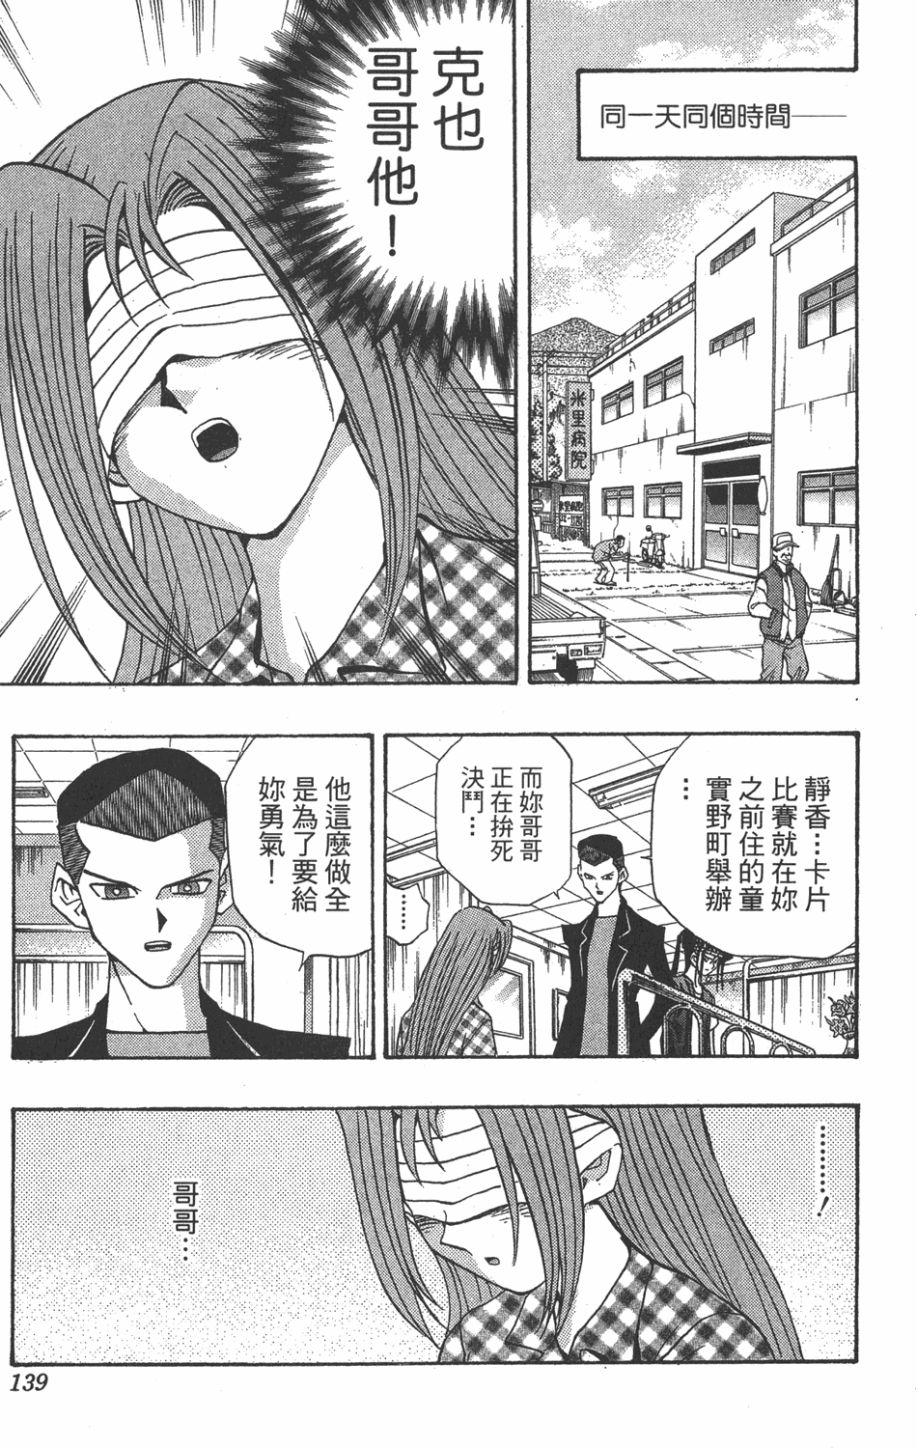 同一天同個時間——
米里病院
克也
哥哥他！
靜香…卡片
比賽就在妳
之前住的童
實野町舉辦
…
而妳哥哥
正在拚死
決鬥…
……
他這麼做全
是為了要給
妳勇氣！
………！
哥哥…
139